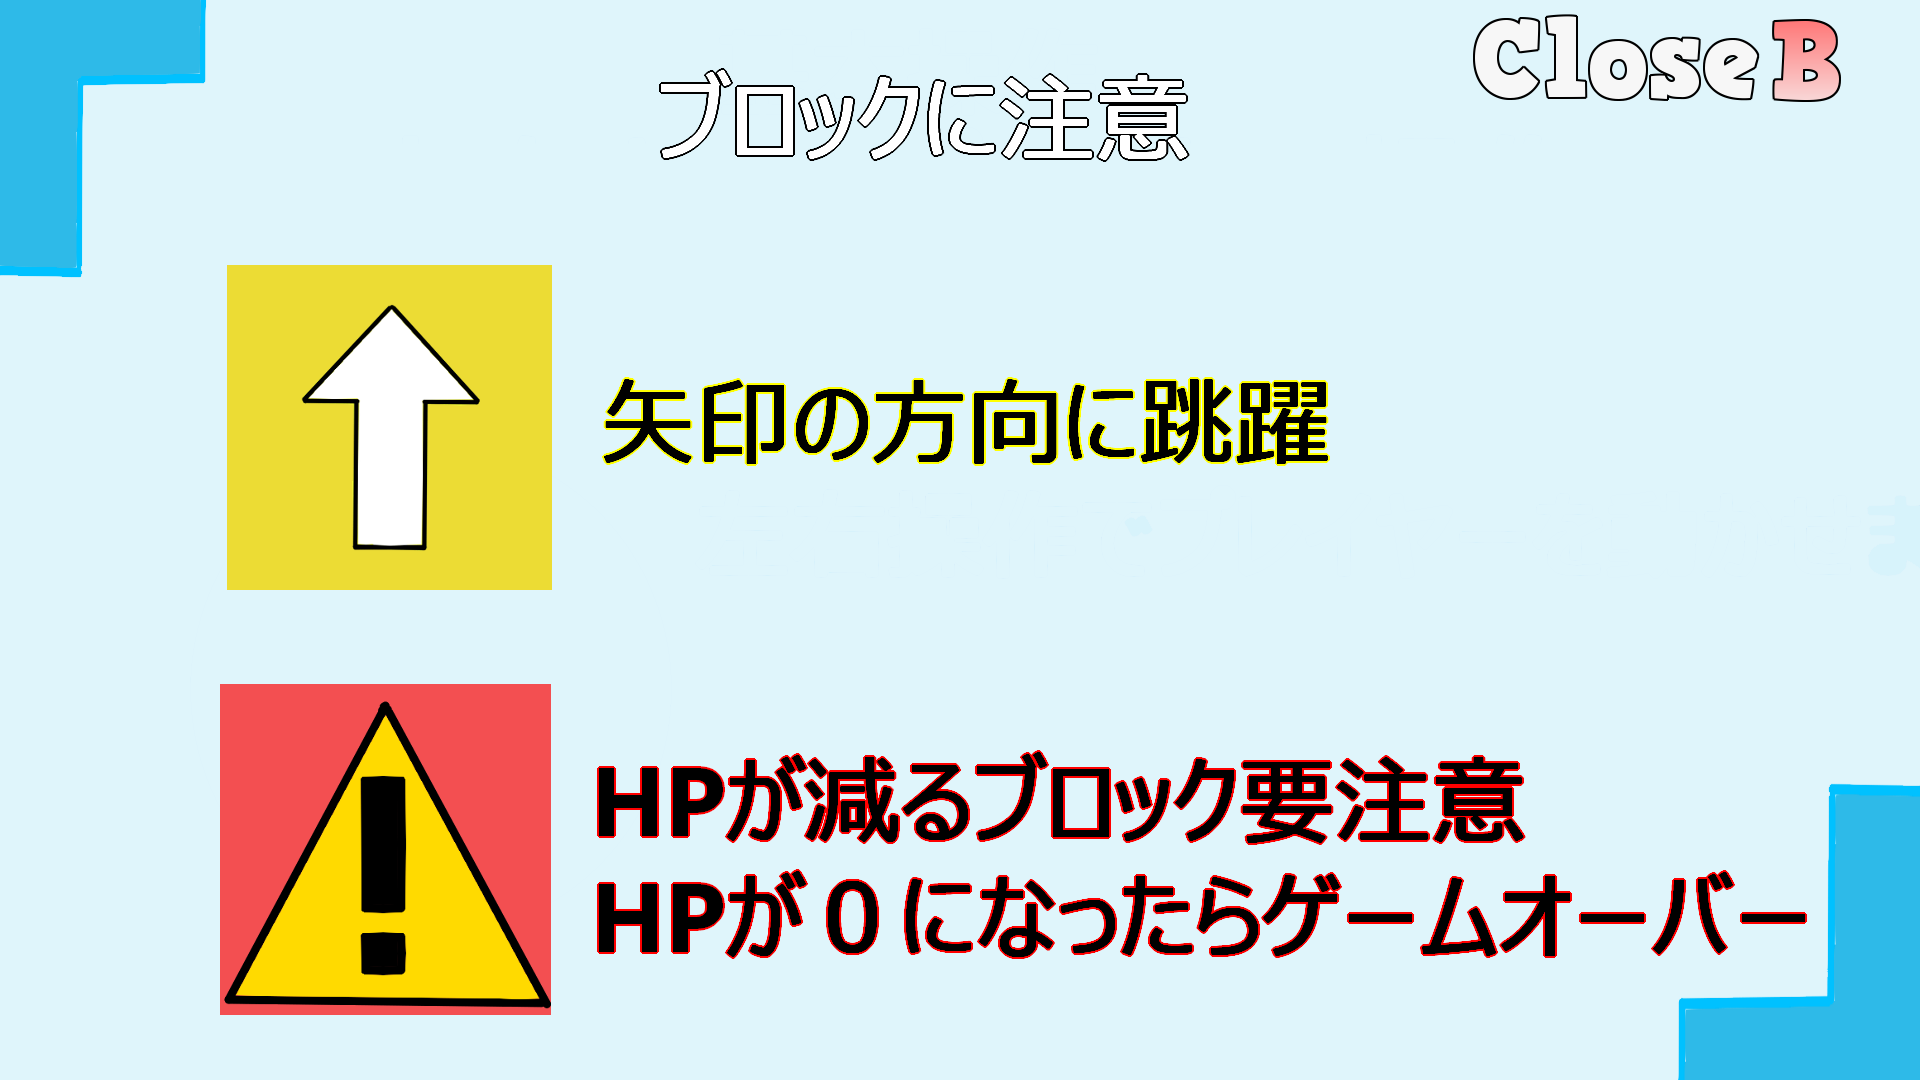 Close B
ブロックに注意
矢印の方向に跳躍
HPが減るブロック要注意
HPが０になったらゲームオーバー